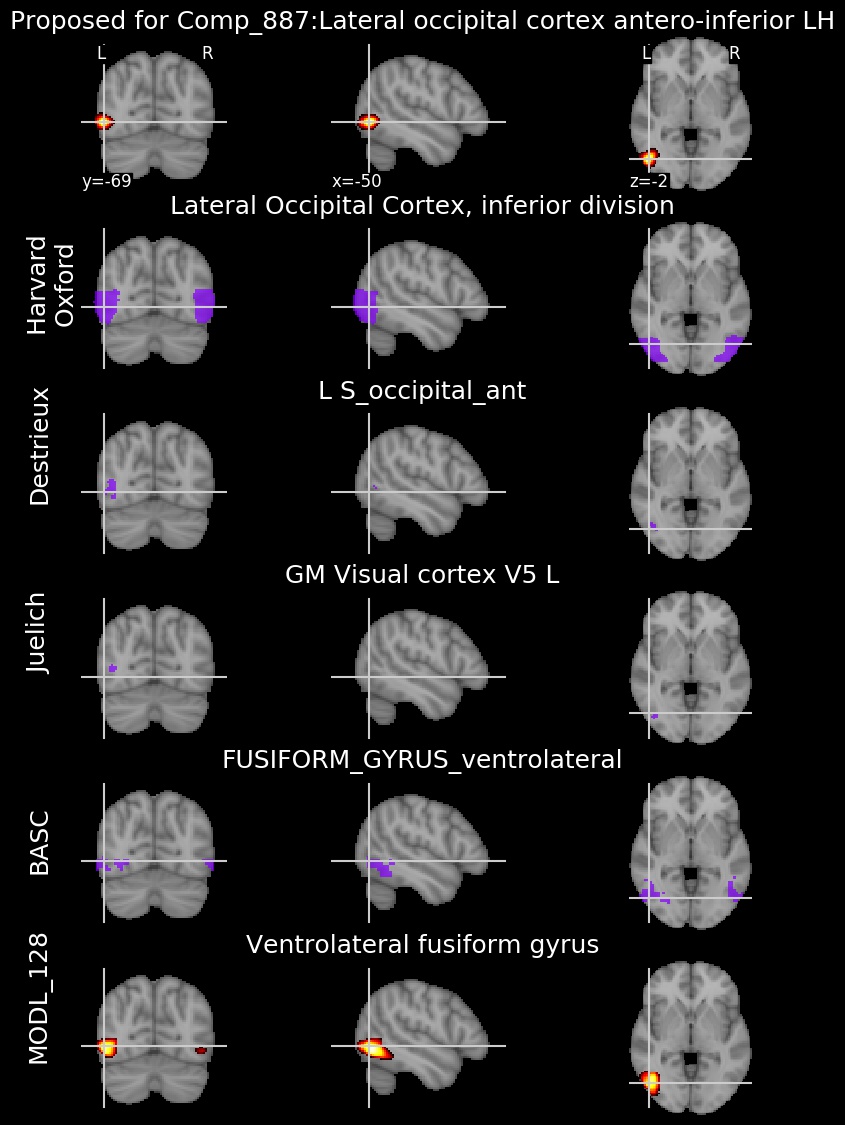 Proposed for Comp_887:Lateral occipital cortex antero-inferior LH
L R L R
y=-69 x=-50 z=-2
Lateral Occipital Cortex, inferior division
Harvard
Oxford
L S_occipital_ant
Destrieux
GM Visual cortex V5 L
Juelich
FUSIFORM_GYRUS_ventrolateral
BASC
Ventrolateral fusiform gyrus
MODL_128